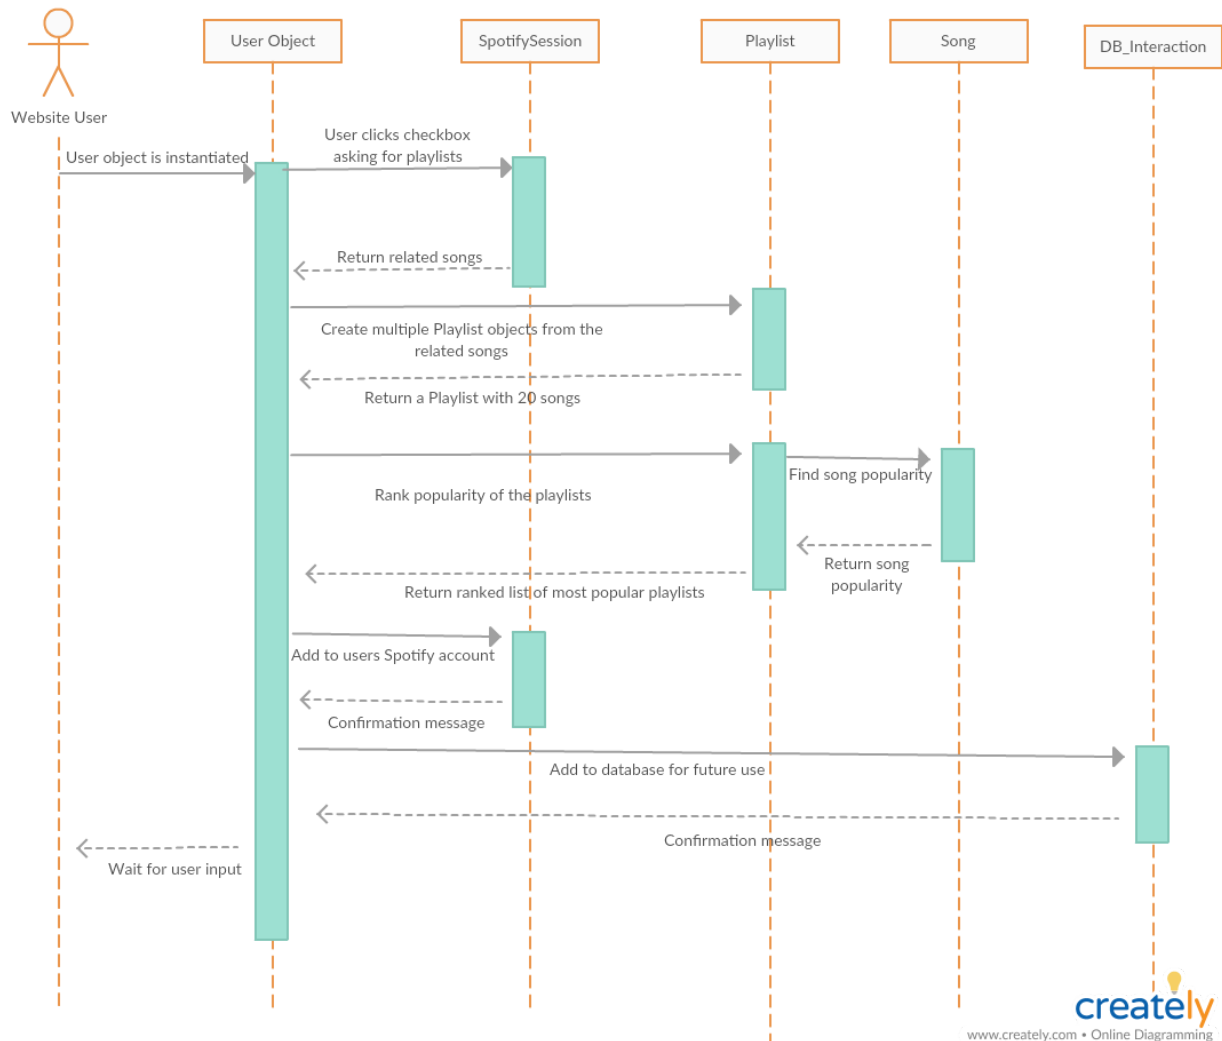 User Object
SpotifySession
Playlist
Song
DB_Interaction
Website User
User object is instantiated
User clicks checkbox
asking for playlists
Return related songs
Create multiple Playlist objects from the
related songs
Return a Playlist with 20 songs
Rank popularity of the playlists
Find song popularity
Return song
popularity
Return ranked list of most popular playlists
Add to users Spotify account
Confirmation message
Add to database for future use
Confirmation message
Wait for user input
creately
www.creately.com • Online Diagramming